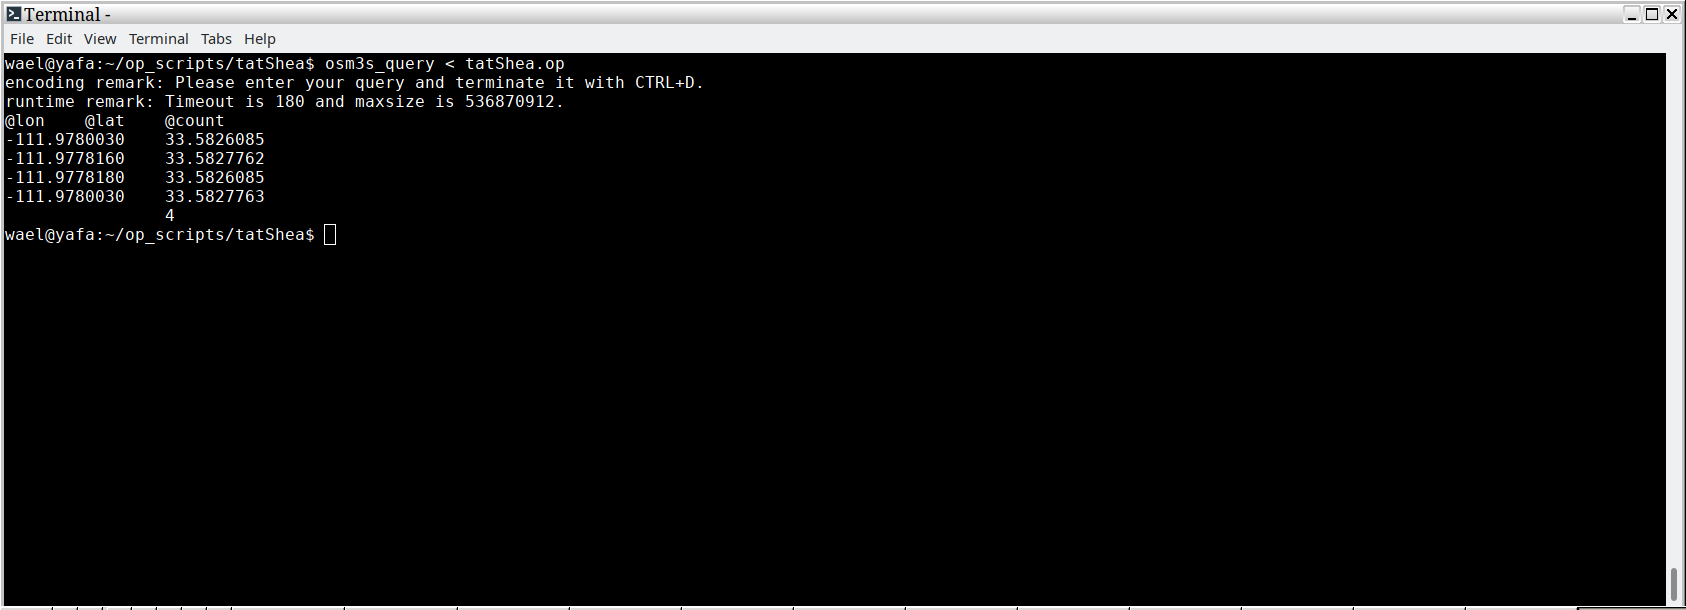 Terminal -
File Edit View Terminal Tabs Help
wael@yafa:~/op_scripts/tatShea$ osm3s_query < tatShea.op
encoding remark: Please enter your query and terminate it with CTRL+D.
runtime remark: Timeout is 180 and maxsize is 536870912.
@lon    @lat    @count
-111.9780030    33.5826085
-111.9778160    33.5827762
-111.9778180    33.5826085
-111.9780030    33.5827763
                4
wael@yafa:~/op_scripts/tatShea$